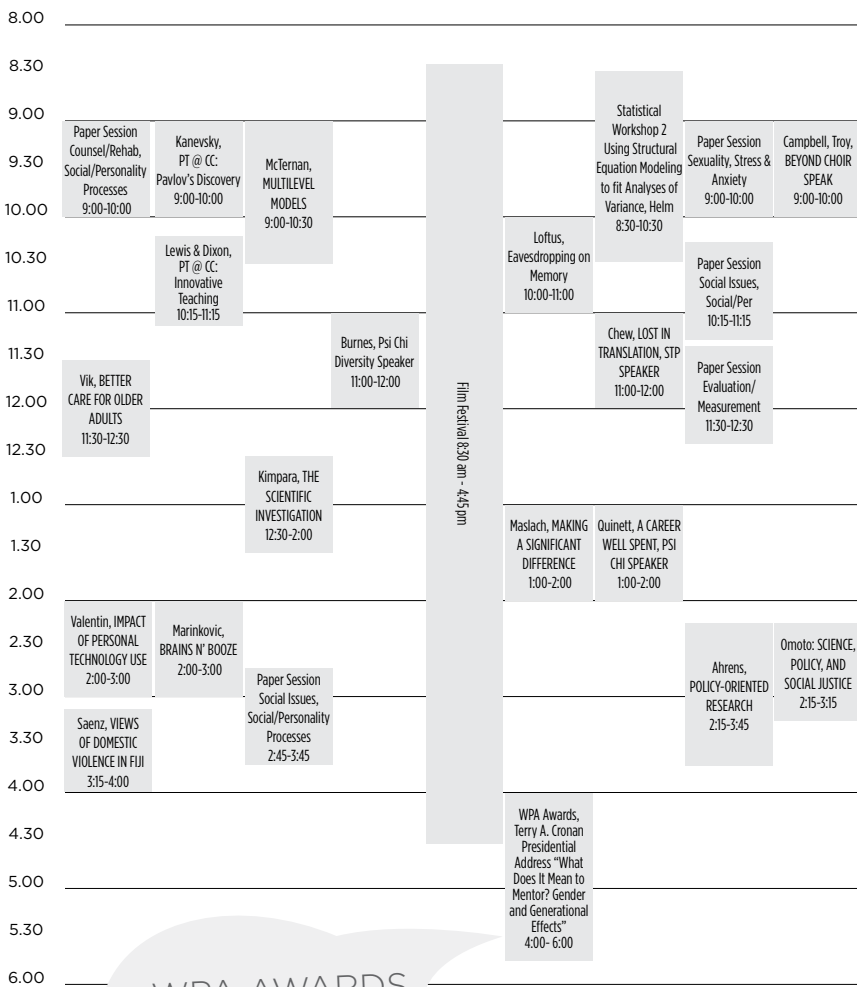 8.00
8.30
9.00
9.30
10.00
10.30
11.00
11.30
12.00
12.30
1.00
1.30
2.00
2.30
3.00
3.30
4.00
4.30
5.00
5.30
6.00
Paper Session
Counsel/Rehab,
Social/Personality
Processes
9:00-10:00
Vik, BETTER
CARE FOR OLDER
ADULTS
11:30-12:30
Valentin, IMPACT
OF PERSONAL
TECHNOLOGY USE
2:00-3:00
Saenz, VIEWS
OF DOMESTIC
VIOLENCE IN FIJI
3:15-4:00
Kanevsky,
PT @ CC:
Pavlov's Discovery
9:00-10:00
Lewis & Dixon,
PT @ CC:
Innovative
Teaching
10:15-11:15
Marinkovic,
BRAINS N' BOOZE
2:00-3:00
McTernan,
MULTILEVEL
MODELS
9:00-10:30
Kimpara, THE
SCIENTIFIC
INVESTIGATION
12:30-2:00
Paper Session
Social Issues,
Social/Personality
Processes
2:45-3:45
Burnes, Psi Chi
Diversity Speaker
11:00-12:00
Film Festival 8:30 am - 4:45 pm
Loftus,
Eavesdropping on
Memory
10:00-11:00
Maslach, MAKING
A SIGNIFICANT
DIFFERENCE
1:00-2:00
WPA Awards,
Terry A. Cronan
Presidential
Address “What
Does It Mean to
Mentor? Gender
and Generational
Effects”
4:00- 6:00
Statistical
Workshop 2
Using Structural
Equation Modeling
to fit Analyses of
Variance, Helm
8:30-10:30
Chew, LOST IN
TRANSLATION, STP
SPEAKER
11:00-12:00
Quinett, A CAREER
WELL SPENT, PSI
CHI SPEAKER
1:00-2:00
Paper Session
Sexuality, Stress &
Anxiety
9:00-10:00
Paper Session
Social Issues,
Social/Per
10:15-11:15
Paper Session
Evaluation/
Measurement
11:30-12:30
Ahrens,
POLICY-ORIENTED
RESEARCH
2:15-3:45
Campbell, Troy,
BEYOND CHOIR
SPEAK
9:00-10:00
Omoto: SCIENCE,
POLICY, AND
SOCIAL JUSTICE
2:15-3:15
WPA AWARDS